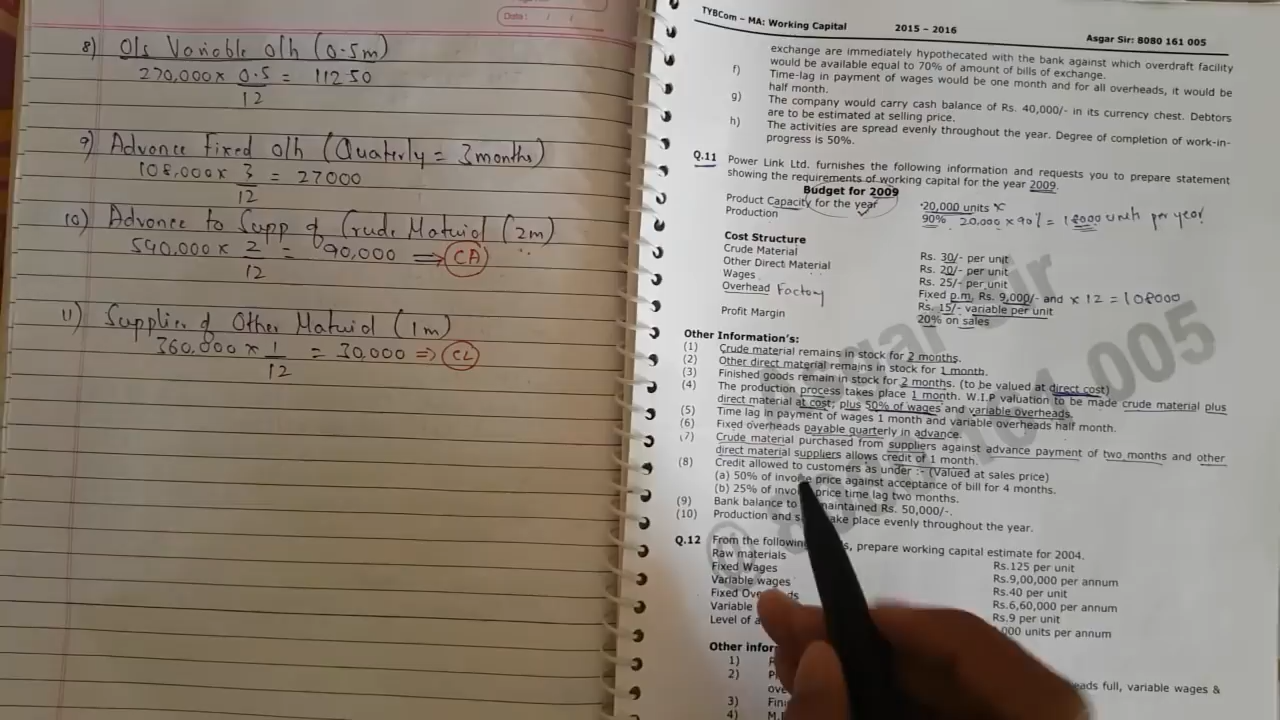 Date: / /
8) O/s Variable o/h (0.5m)
270,000 × 0.5 = 11250
12
9) Advance Fixed o/h (Quaterly = 3 months)
108,000 × 3 = 27000
12
10) Advance to Supp of Crude Material (2m)
540,000 × 2 = 90,000 ⇒ CA
12
11) Supplier of Other Material (1m)
360,000 × 1 = 30,000 ⇒ CL
12
TYBCom – MA: Working Capital 2015 – 2016 Asgar Sir: 8080 161 005
exchange are immediately hypothecated with the bank against which overdraft facility
would be available equal to 70% of amount of bills of exchange.
f) Time-lag in payment of wages would be one month and for all overheads, it would be
half month.
g) The company would carry cash balance of Rs. 40,000/- in its currency chest. Debtors
are to be estimated at selling price.
h) The activities are spread evenly throughout the year. Degree of completion of work-in-
progress is 50%.
Q.11 Power Link Ltd. furnishes the following information and requests you to prepare statement
showing the requirements of working capital for the year 2009.
Budget for 2009
Product Capacity for the year 20,000 units ×
Production 90% 20,000 × 90% = 18000 units per year
Cost Structure
Crude Material Rs. 30/- per unit
Other Direct Material Rs. 20/- per unit
Wages Rs. 25/- per unit
Overhead Factory Fixed p.m. Rs. 9,000/- and × 12 = 108000
Rs. 15/- variable per unit
Profit Margin 20% on sales
Other Information's:
(1) Crude material remains in stock for 2 months.
(2) Other direct material remains in stock for 1 month.
(3) Finished goods remain in stock for 2 months. (to be valued at direct cost)
(4) The production process takes place 1 month. W.I.P valuation to be made crude material plus
direct material at cost; plus 50% of wages and variable overheads.
(5) Time lag in payment of wages 1 month and variable overheads half month.
(6) Fixed overheads payable quarterly in advance.
(7) Crude material purchased from suppliers against advance payment of two months and other
direct material suppliers allows credit of 1 month.
(8) Credit allowed to customers as under :- (Valued at sales price)
(a) 50% of invoice price against acceptance of bill for 4 months.
(b) 25% of invoice price time lag two months.
(9) Bank balance to maintained Rs. 50,000/-.
(10) Production and take place evenly throughout the year.
Q.12 From the following , prepare working capital estimate for 2004.
Raw materials Rs.125 per unit
Fixed Wages Rs.9,00,000 per annum
Variable wages Rs.40 per unit
Fixed Rs.6,60,000 per annum
Variable Rs.9 per unit
Level of 000 units per annum
Other infor
1)
2) heads full, variable wages &
3) Fini
4)